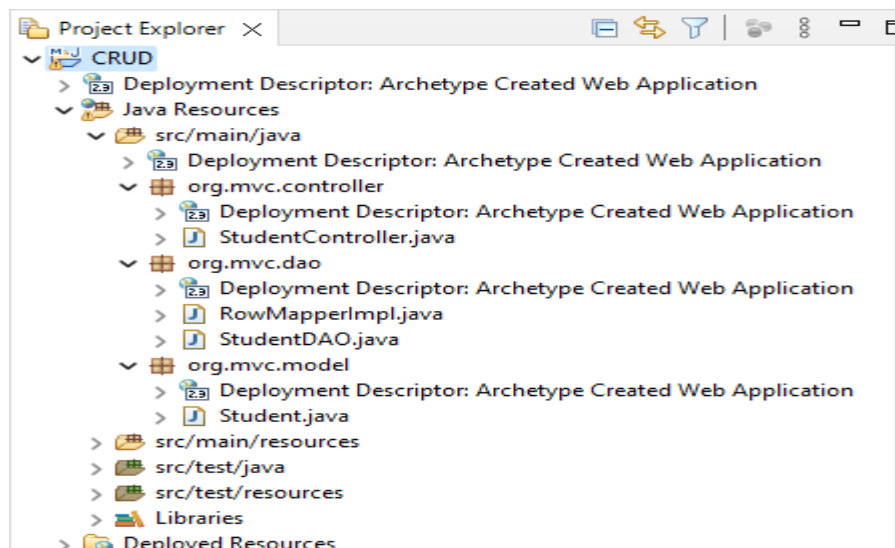 Project Explorer
CRUD
Deployment Descriptor: Archetype Created Web Application
Java Resources
src/main/java
Deployment Descriptor: Archetype Created Web Application
org.mvc.controller
Deployment Descriptor: Archetype Created Web Application
StudentController.java
org.mvc.dao
Deployment Descriptor: Archetype Created Web Application
RowMapperImpl.java
StudentDAO.java
org.mvc.model
Deployment Descriptor: Archetype Created Web Application
Student.java
src/main/resources
src/test/java
src/test/resources
Libraries
Deployed Resources